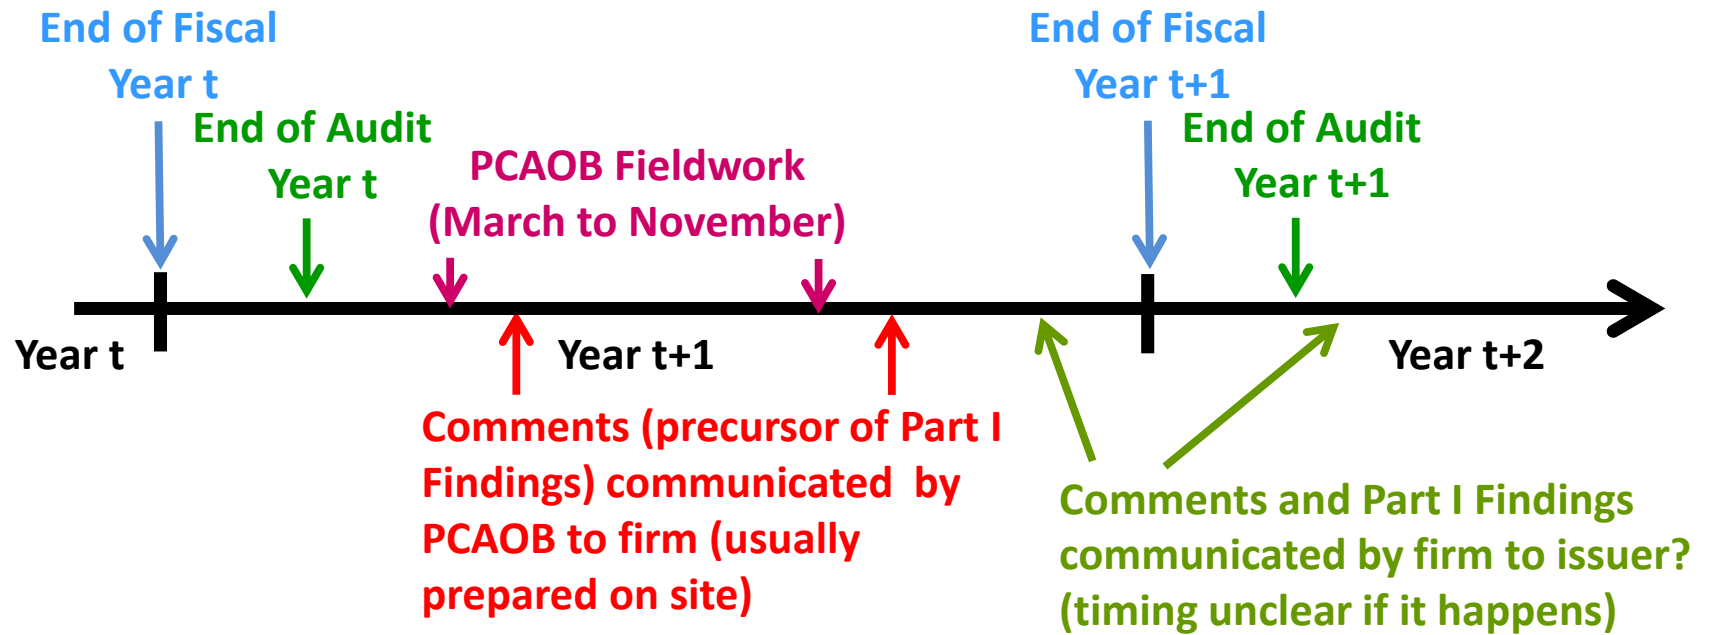 End of Fiscal
Year t
End of Audit
Year t
PCAOB Fieldwork
(March to November)
End of Fiscal
Year t+1
End of Audit
Year t+1
Year t
Year t+1
Year t+2
Comments (precursor of Part I
Findings) communicated  by
PCAOB to firm (usually
prepared on site)
Comments and Part I Findings
communicated by firm to issuer?
(timing unclear if it happens)